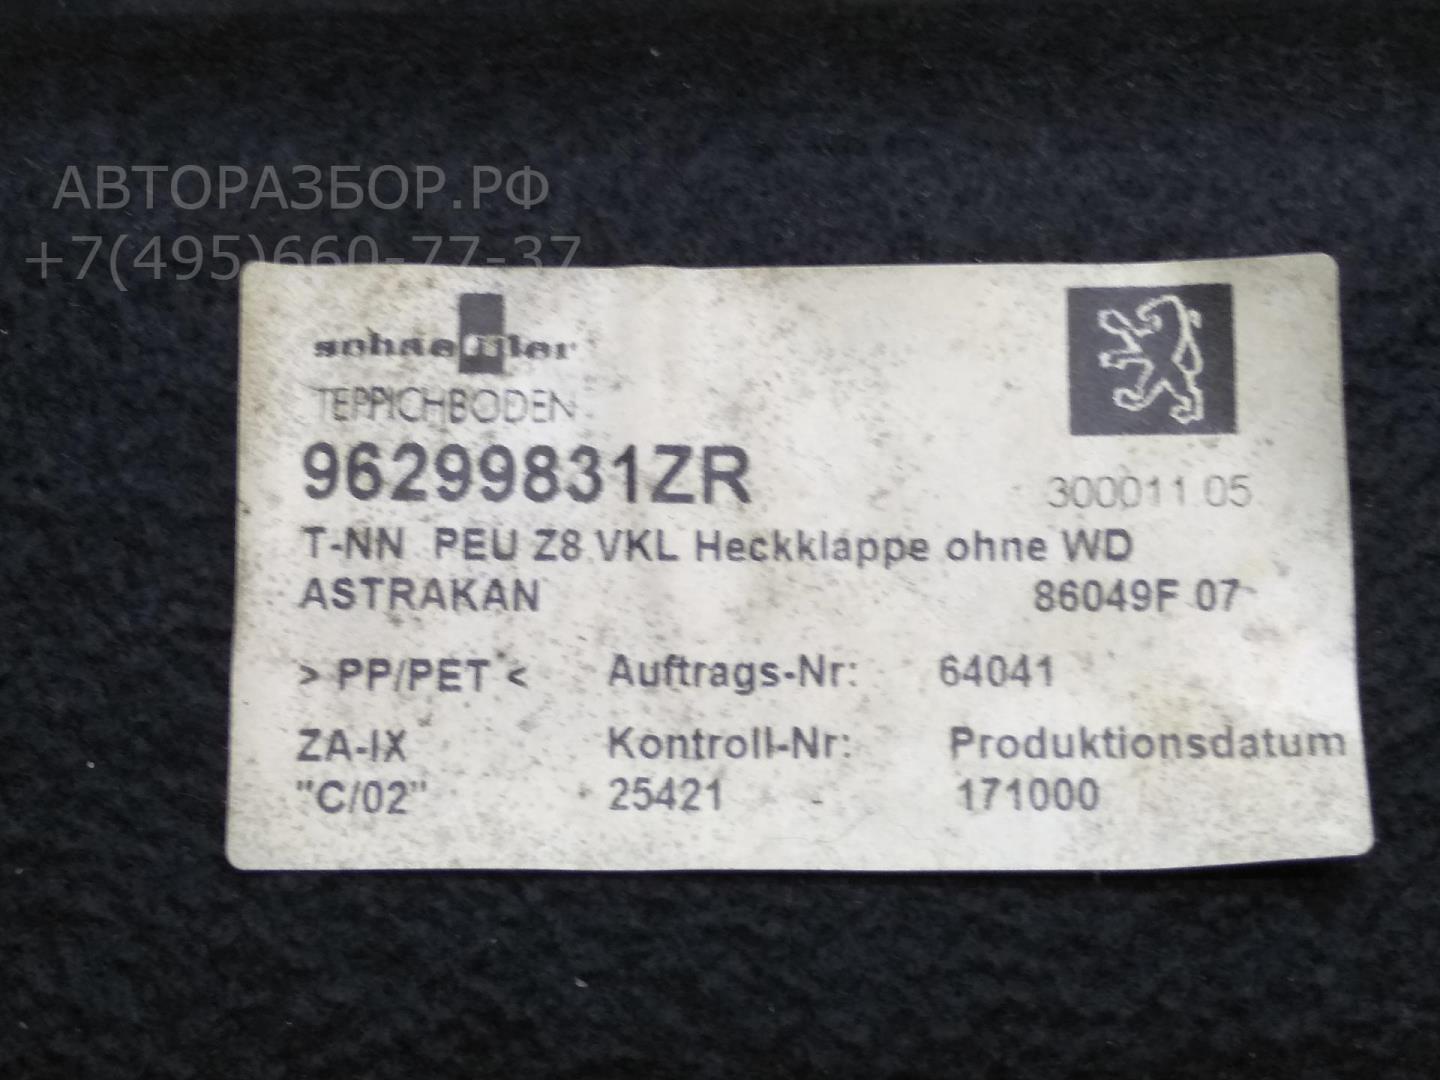 АВТОРАЗБОР.РФ
+7(495)660-77-37
schaeffler
TEPPICHBODEN
96299831ZR
300011.05
T-NN PEU Z8 VKL Heckklappe ohne WD
ASTRAKAN 86049F 07
> PP/PET < Auftrags-Nr: 64041
ZA-IX Kontroll-Nr: Produktionsdatum
"C/02" 25421 171000